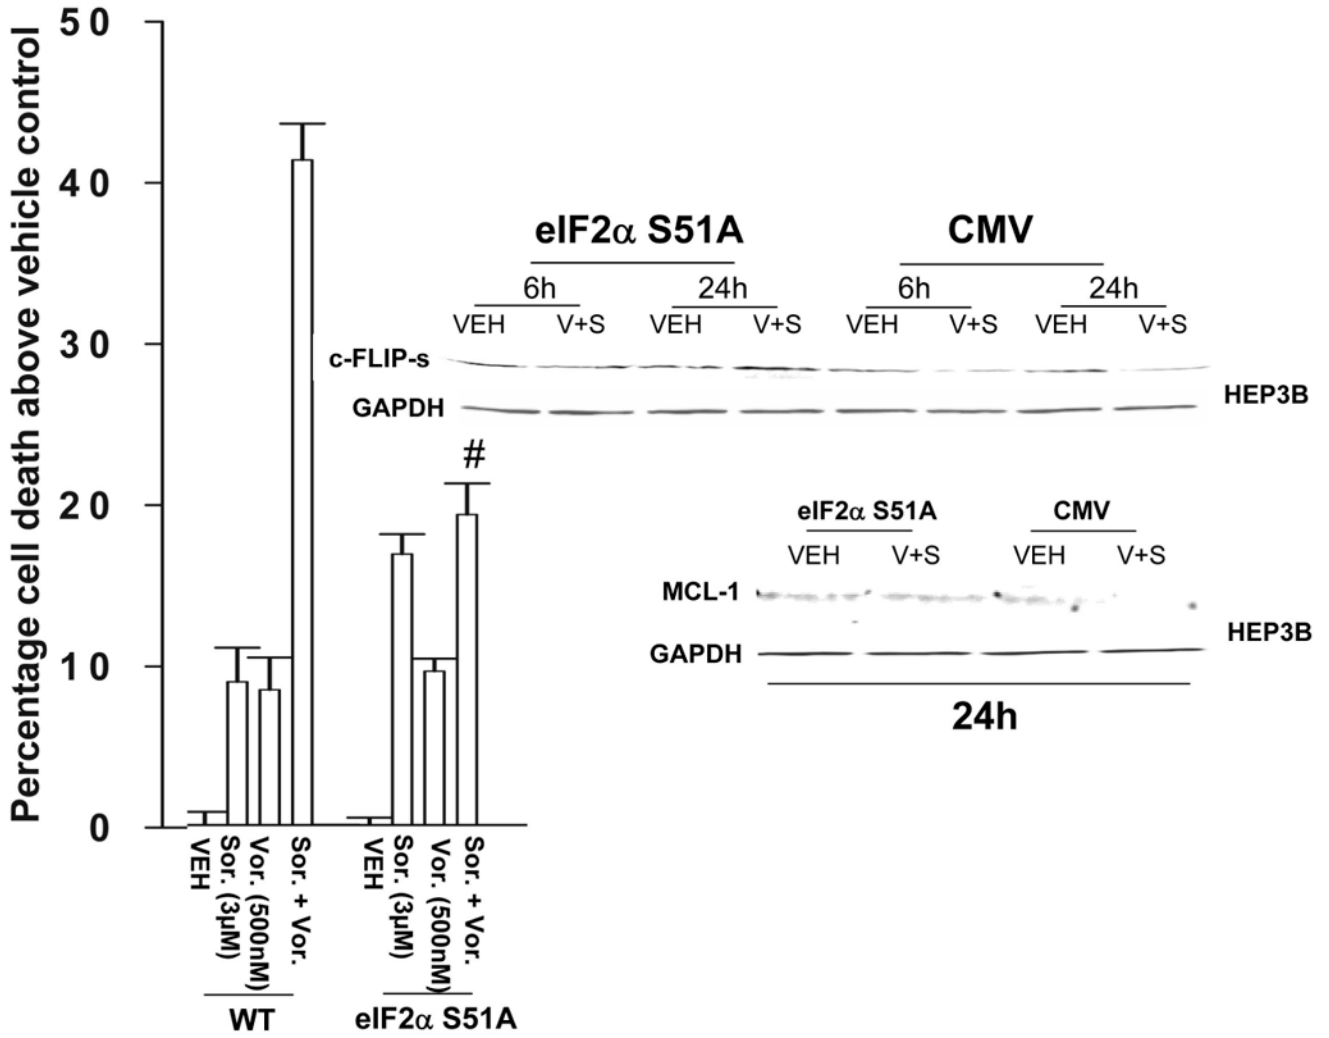 Percentage cell death above vehicle control
50
40
30
20
10
0
VEH
Sor. (3μM)
Vor. (500nM)
Sor. + Vor.
VEH
Sor. (3μM)
Vor. (500nM)
Sor. + Vor.
WT
eIF2α S51A
#
eIF2α S51A CMV
6h 24h 6h 24h
VEH V+S VEH V+S VEH V+S VEH V+S
c-FLIP-s
GAPDH
HEP3B
eIF2α S51A CMV
VEH V+S VEH V+S
MCL-1
GAPDH
HEP3B
24h